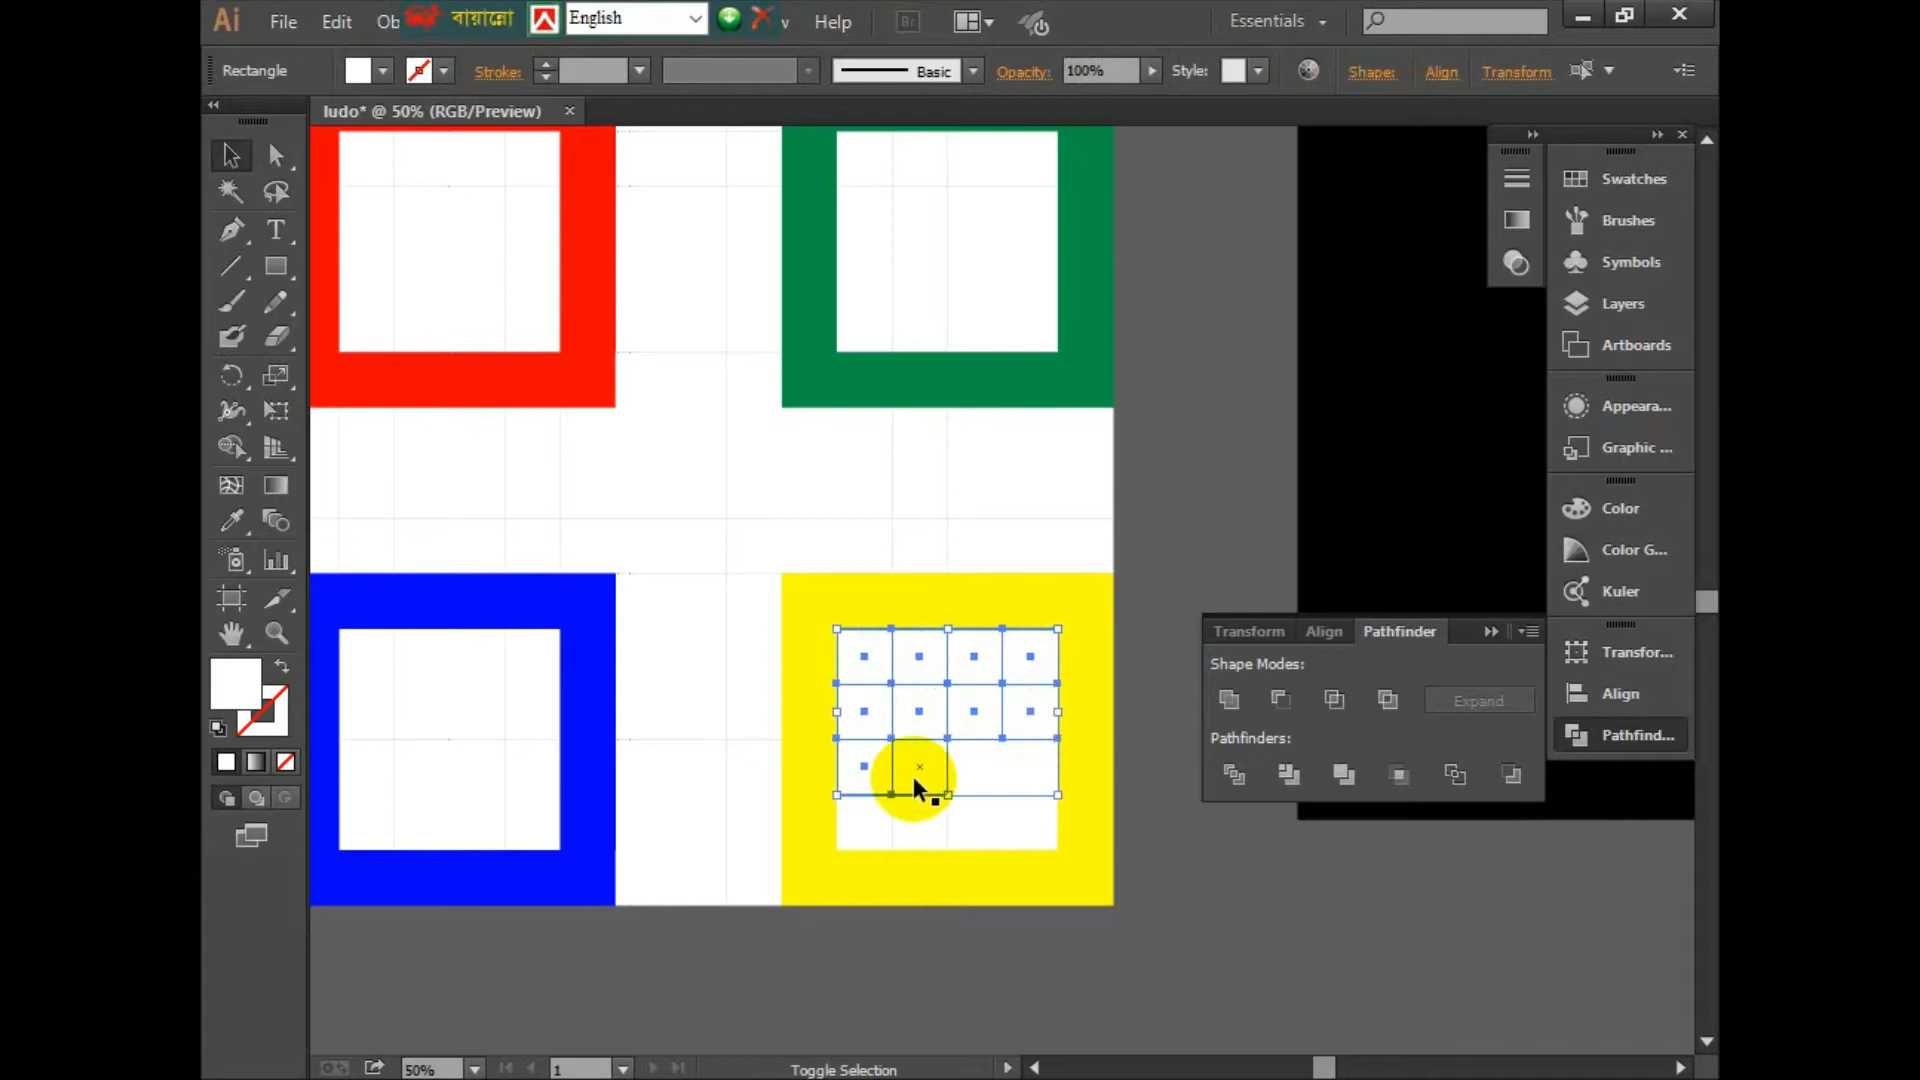 Ai File Edit Ob বায়ান্নো English v Help Br Essentials
Rectangle Stroke: Basic Opacity: 100% Style: Shape: Align Transform
ludo* @ 50% (RGB/Preview)
Swatches
Brushes
Symbols
Layers
Artboards
Appeara...
Graphic ...
Color
Color G...
Kuler
Transfor...
Align
Pathfind...
Transform Align Pathfinder
Shape Modes:
Expand
Pathfinders:
50% 1 Toggle Selection